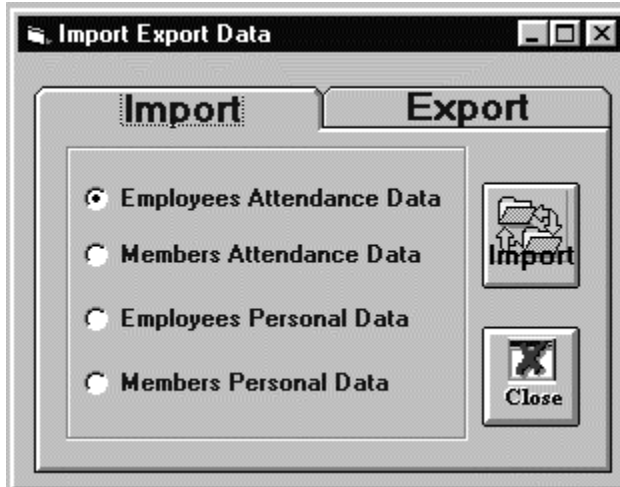 Import Export Data
Import
Export
Employees Attendance Data
Members Attendance Data
Employees Personal Data
Members Personal Data
Import
Close